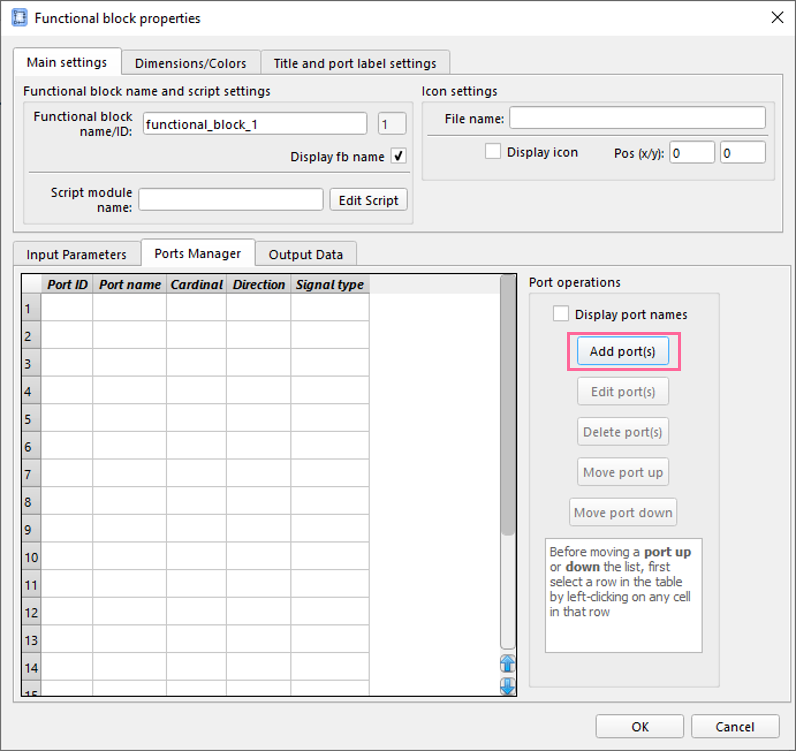 Functional block properties
Main settings
Dimensions/Colors
Title and port label settings
Functional block name and script settings
Functional block
name/ID:
functional_block_1
1
Display fb name
Script module
name:
Edit Script
Icon settings
File name:
Display icon
Pos (x/y):
0
0
Input Parameters
Ports Manager
Output Data
Port ID Port name Cardinal Direction Signal type
1
2
3
4
5
6
7
8
9
10
11
12
13
14
15
Port operations
Display port names
Add port(s)
Edit port(s)
Delete port(s)
Move port up
Move port down
Before moving a port up
or down the list, first
select a row in the table
by left-clicking on any cell
in that row
OK
Cancel